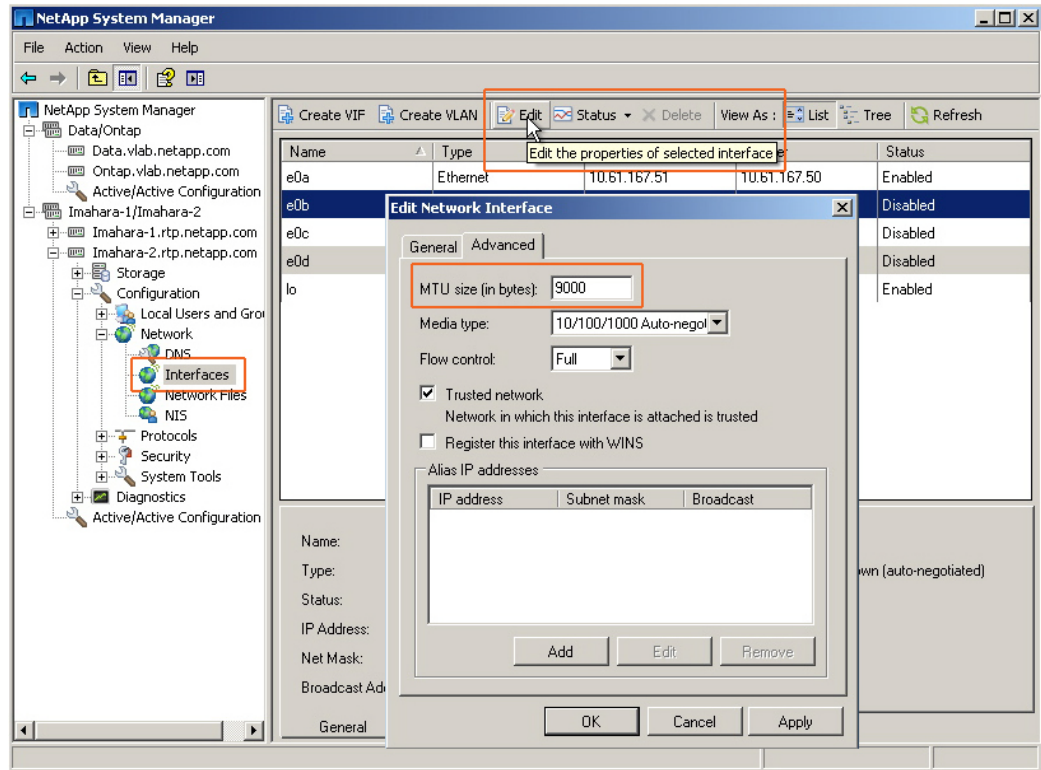 NetApp System Manager
File Action View Help
NetApp System Manager
Data/Ontap
Data.vlab.netapp.com
Ontap.vlab.netapp.com
Active/Active Configuration
Imahara-1/Imahara-2
Imahara-1.rtp.netapp.com
Imahara-2.rtp.netapp.com
Storage
Configuration
Local Users and Grou
Network
DNS
Interfaces
Network Files
NIS
Protocols
Security
System Tools
Diagnostics
Active/Active Configuration
Create VIF Create VLAN Edit Status Delete View As : List Tree Refresh
Edit the properties of selected interface
Name Type Status
e0a Ethernet 10.61.167.51 10.61.167.50 Enabled
e0b Disabled
e0c Disabled
e0d Disabled
lo Enabled
Edit Network Interface
General Advanced
MTU size (in bytes): 9000
Media type: 10/100/1000 Auto-negot
Flow control: Full
Trusted network
Network in which this interface is attached is trusted
Register this interface with WINS
Alias IP addresses
IP address Subnet mask Broadcast
Add Edit Remove
OK Cancel Apply
Name:
Type: wn (auto-negotiated)
Status:
IP Address:
Net Mask:
Broadcast Add
General